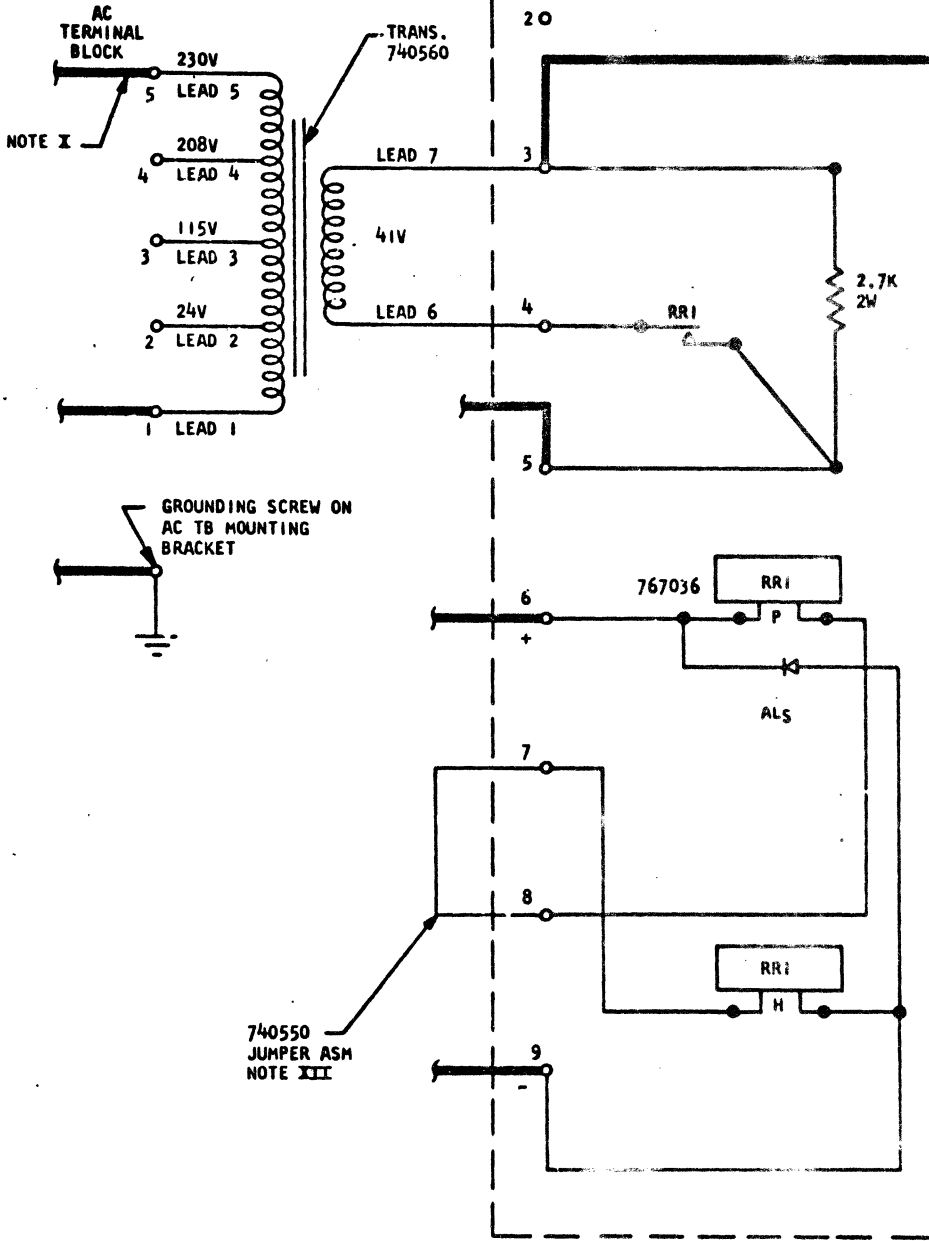 AC
TERMINAL
BLOCK
TRANS.
740560
2
230V
5 LEAD 5
NOTE X
208V
4 LEAD 4
LEAD 7
3
115V
3 LEAD 3
41V
2.7K
2W
24V
2 LEAD 2
LEAD 6
4
RR1
1 LEAD 1
5
GROUNDING SCREW ON
AC TB MOUNTING
BRACKET
767036
RR1
P
6
+
ALS
7
8
RR1
H
740550
JUMPER ASM
NOTE XII
9
-